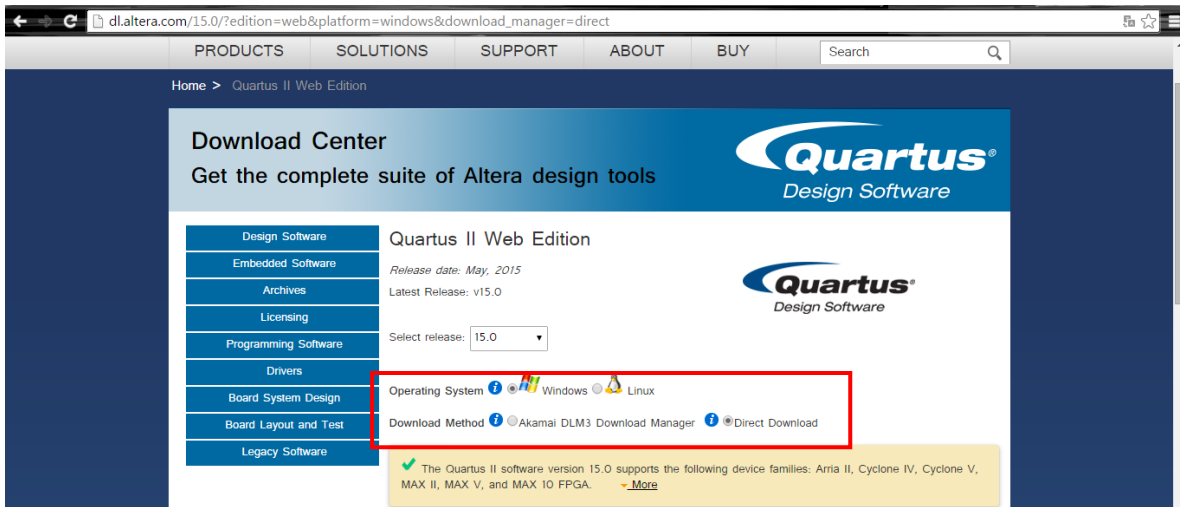 dl.altera.com/15.0/?edition=web&platform=windows&download_manager=direct
PRODUCTS SOLUTIONS SUPPORT ABOUT BUY Search
Home > Quartus II Web Edition
Download Center
Get the complete suite of Altera design tools
Quartus®
Design Software
Design Software
Embedded Software
Archives
Licensing
Programming Software
Drivers
Board System Design
Board Layout and Test
Legacy Software
Quartus II Web Edition
Release date: May, 2015
Latest Release: v15.0
Quartus®
Design Software
Select release: 15.0
Operating System i Windows Linux
Download Method i Akamai DLM3 Download Manager i Direct Download
The Quartus II software version 15.0 supports the following device families: Arria II, Cyclone IV, Cyclone V,
MAX II, MAX V, and MAX 10 FPGA. More